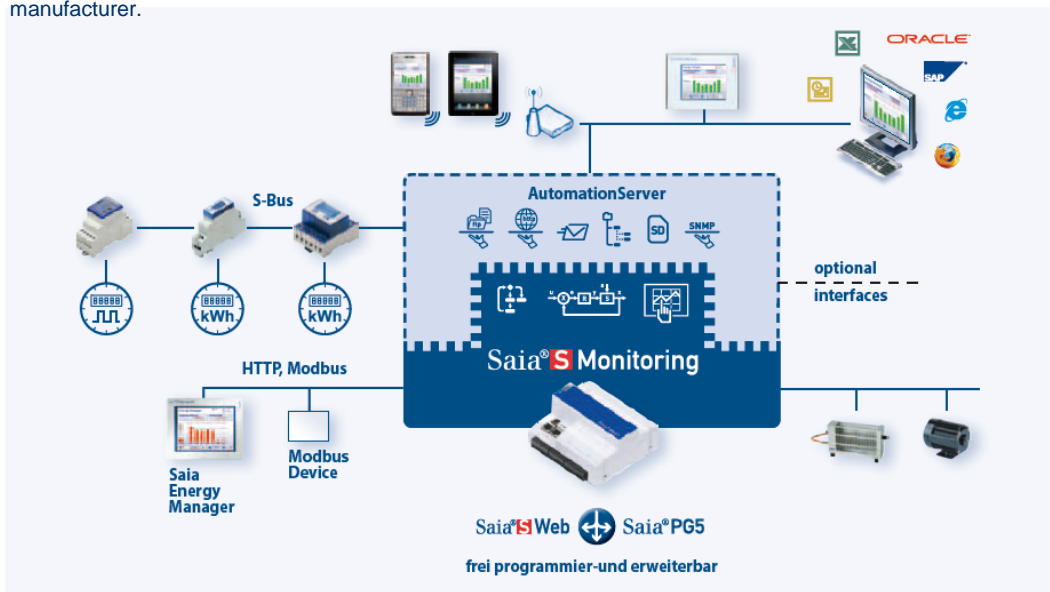 manufacturer.
ORACLE
SAP
AutomationServer
S-Bus
ftp
http
SD
SNMP
optional
interfaces
kWh
kWh
Saia® S Monitoring
HTTP, Modbus
Saia
Energy
Manager
Modbus
Device
Saia® S Web
Saia® PG5
frei programmier-und erweiterbar